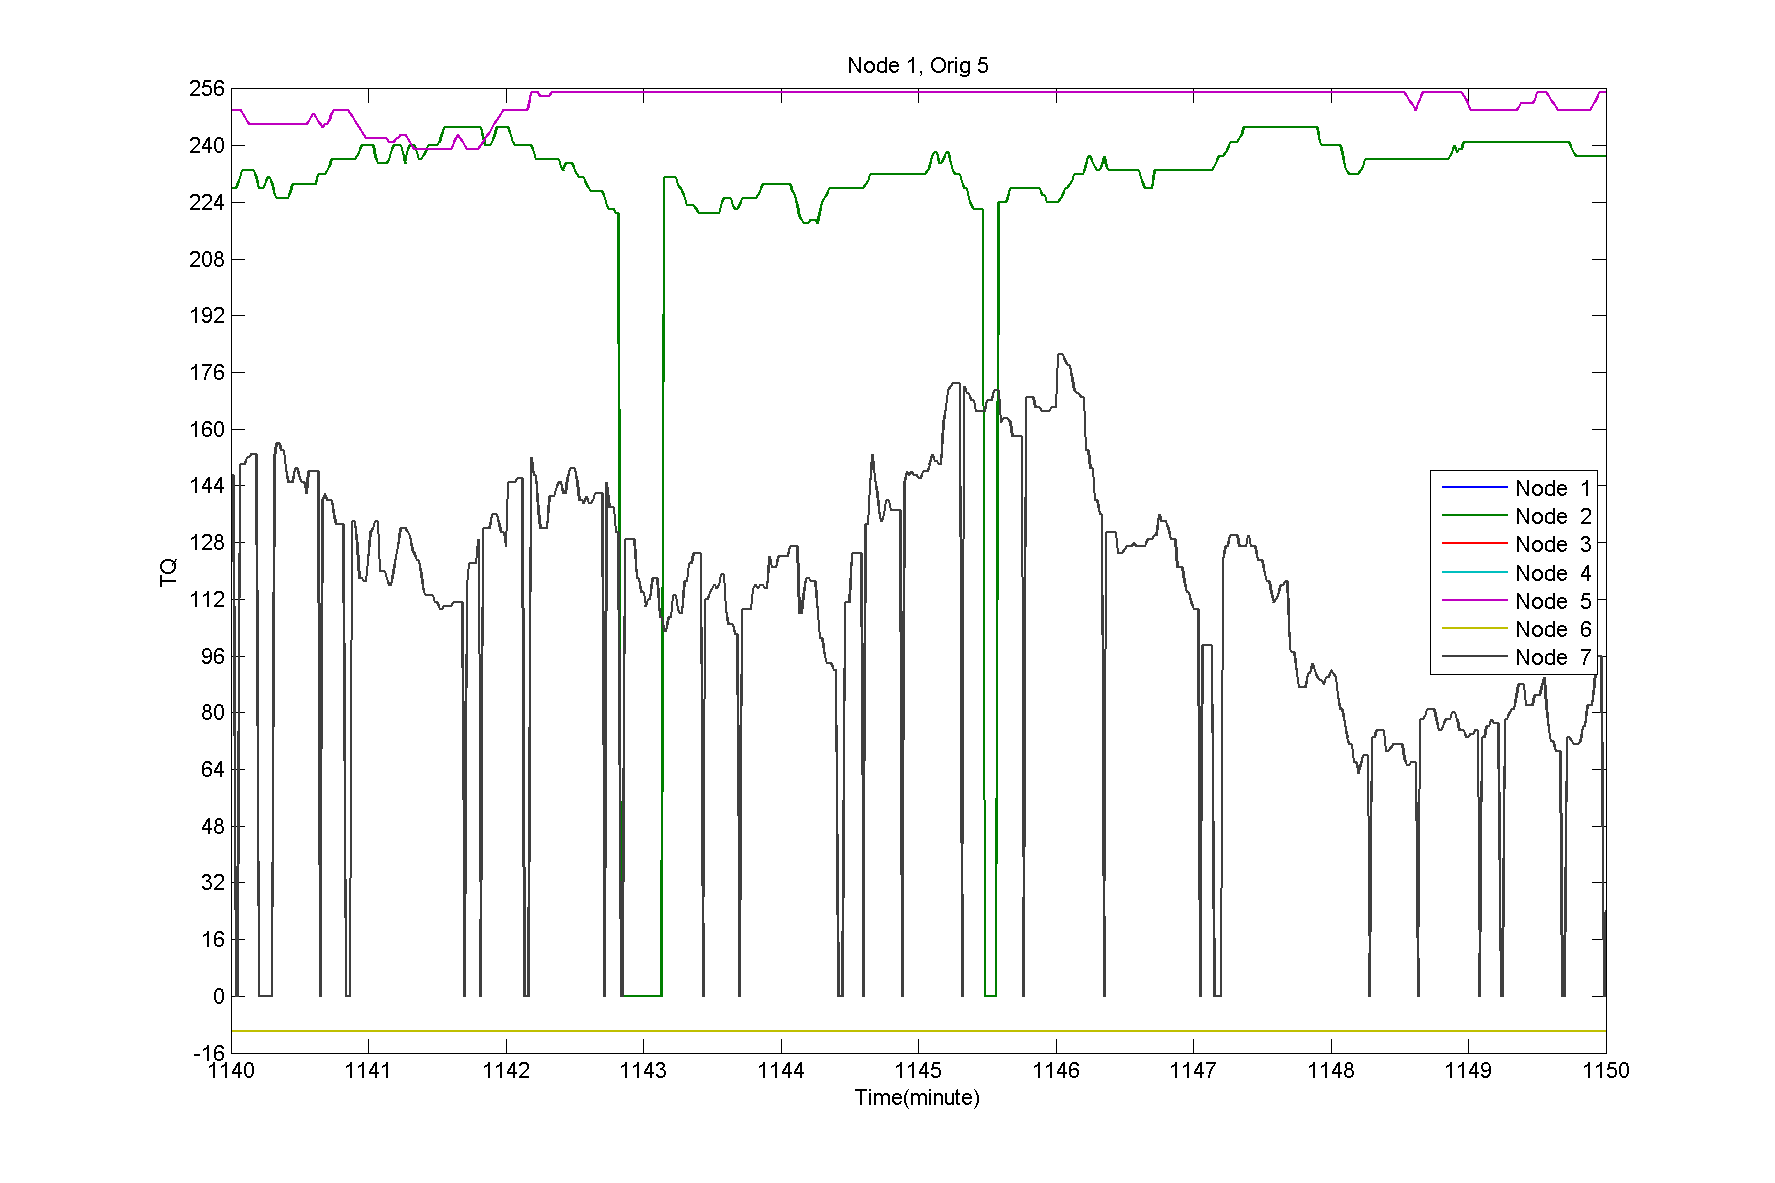 Node 1, Orig 5
256
240
224
208
192
176
160
144
128
112
96
80
64
48
32
16
0
-16
TQ
Node 1
Node 2
Node 3
Node 4
Node 5
Node 6
Node 7
1140 1141 1142 1143 1144 1145 1146 1147 1148 1149 1150
Time(minute)